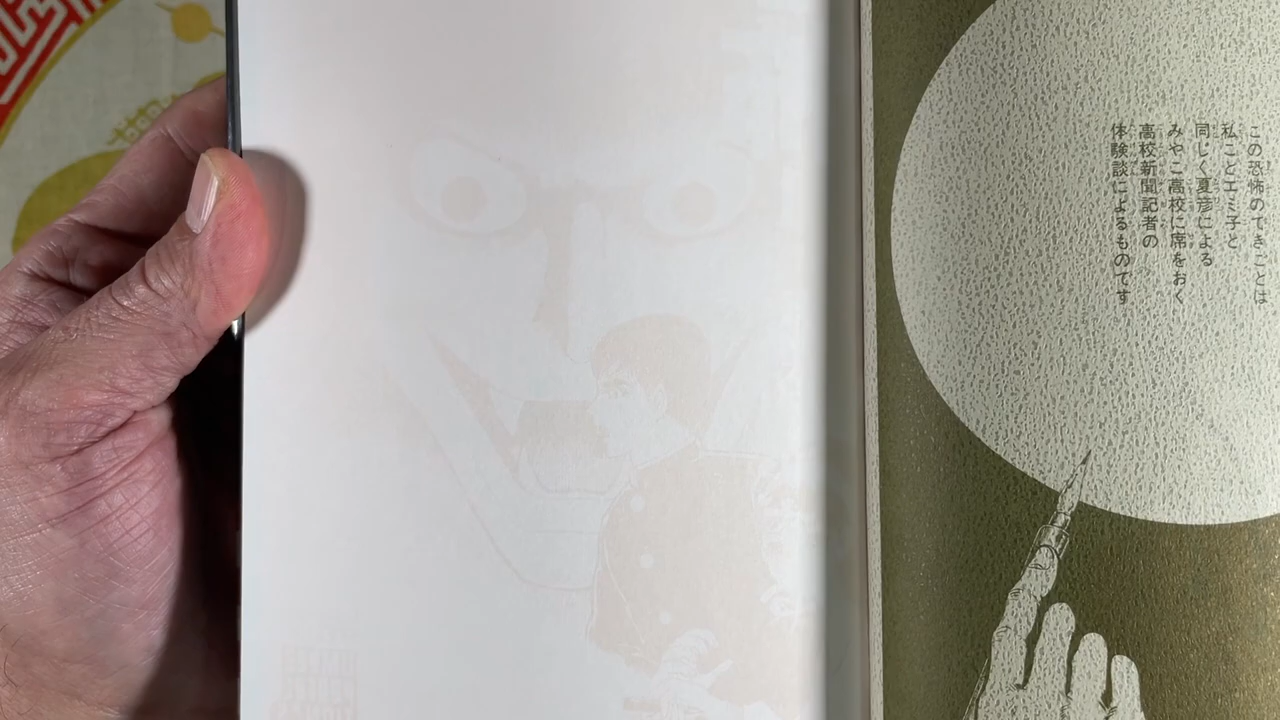 この恐怖のできごとは
私ことエミ子と
同じく夏彦による
みやこ高校に席をおく
高校新聞記者の
体験談によるものです